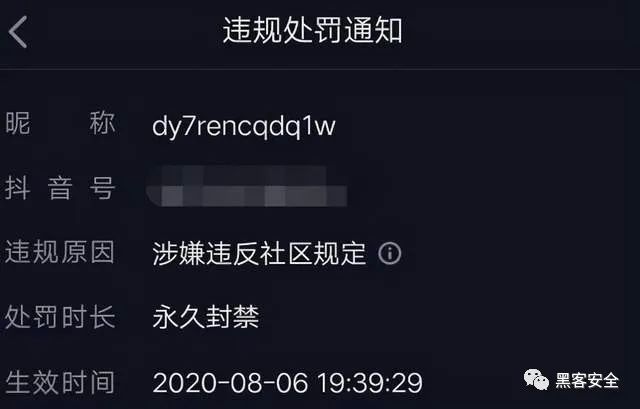 违规处罚通知
昵 称 dy7rencqdq1w
抖音号
违规原因 涉嫌违反社区规定
处罚时长 永久封禁
生效时间 2020-08-06 19:39:29
黑客安全